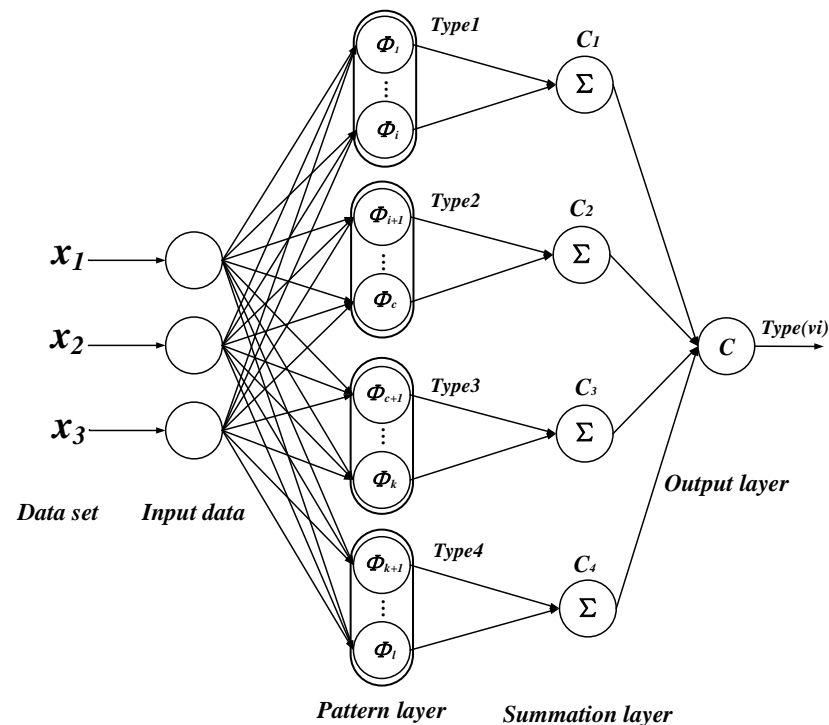 Type1
C1
Φ1
Σ
Φi
Type2
C2
Φi+1
Σ
Φc
x1
x2
x3
Type3
C3
Φc+1
Σ
Φk
C
Type(vi)
Output layer
Data set
Input data
Type4
C4
Φk+1
Σ
Φl
Pattern layer
Summation layer